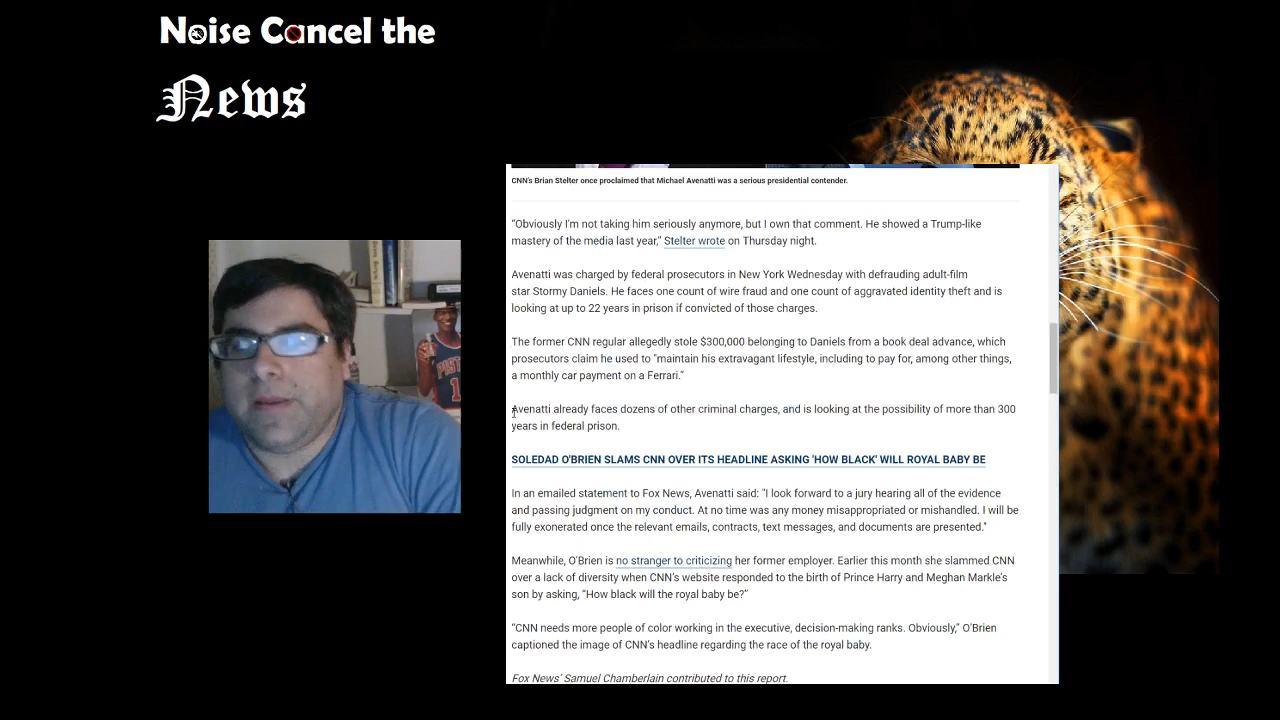 Noise Cancel the
News
CNN's Brian Stelter once proclaimed that Michael Avenatti was a serious presidential contender.
“Obviously I'm not taking him seriously anymore, but I own that comment. He showed a Trump-like
mastery of the media last year,” Stelter wrote on Thursday night.
Avenatti was charged by federal prosecutors in New York Wednesday with defrauding adult-film
star Stormy Daniels. He faces one count of wire fraud and one count of aggravated identity theft and is
looking at up to 22 years in prison if convicted of those charges.
The former CNN regular allegedly stole $300,000 belonging to Daniels from a book deal advance, which
prosecutors claim he used to "maintain his extravagant lifestyle, including to pay for, among other things,
a monthly car payment on a Ferrari.”
Avenatti already faces dozens of other criminal charges, and is looking at the possibility of more than 300
years in federal prison.
SOLEDAD O'BRIEN SLAMS CNN OVER ITS HEADLINE ASKING 'HOW BLACK' WILL ROYAL BABY BE
In an emailed statement to Fox News, Avenatti said: "I look forward to a jury hearing all of the evidence
and passing judgment on my conduct. At no time was any money misappropriated or mishandled. I will be
fully exonerated once the relevant emails, contracts, text messages, and documents are presented."
Meanwhile, O'Brien is no stranger to criticizing her former employer. Earlier this month she slammed CNN
over a lack of diversity when CNN's website responded to the birth of Prince Harry and Meghan Markle's
son by asking, “How black will the royal baby be?”
“CNN needs more people of color working in the executive, decision-making ranks. Obviously,” O'Brien
captioned the image of CNN's headline regarding the race of the royal baby.
Fox News' Samuel Chamberlain contributed to this report.